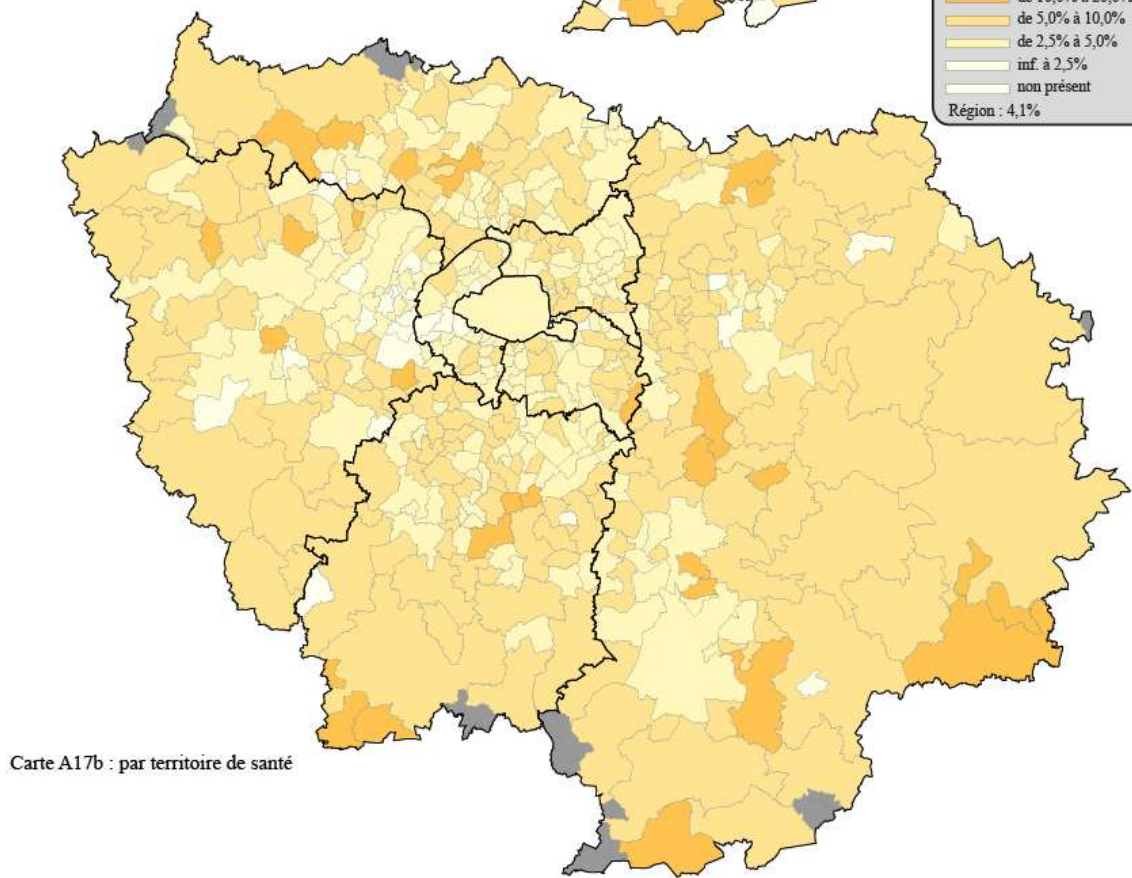 de 5,0% à 10,0%
de 2,5% à 5,0%
inf. à 2,5%
non présent
Région : 4,1%
Carte A17b : par territoire de santé